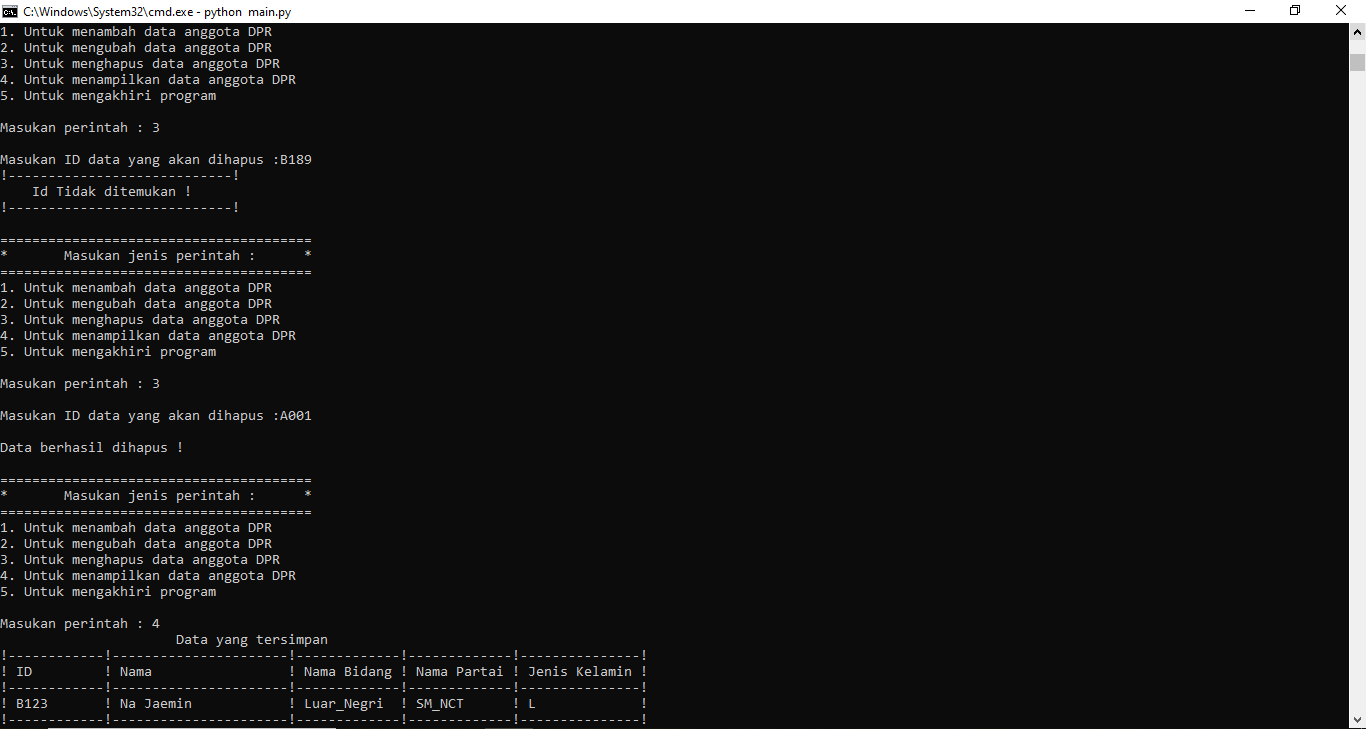 C:\Windows\System32\cmd.exe - python  main.py
1. Untuk menambah data anggota DPR
2. Untuk mengubah data anggota DPR
3. Untuk menghapus data anggota DPR
4. Untuk menampilkan data anggota DPR
5. Untuk mengakhiri program
Masukan perintah : 3
Masukan ID data yang akan dihapus :B189
!----------------------------!
    Id Tidak ditemukan !
!----------------------------!
=======================================
*       Masukan jenis perintah :      *
=======================================
1. Untuk menambah data anggota DPR
2. Untuk mengubah data anggota DPR
3. Untuk menghapus data anggota DPR
4. Untuk menampilkan data anggota DPR
5. Untuk mengakhiri program
Masukan perintah : 3
Masukan ID data yang akan dihapus :A001
Data berhasil dihapus !
=======================================
*       Masukan jenis perintah :      *
=======================================
1. Untuk menambah data anggota DPR
2. Untuk mengubah data anggota DPR
3. Untuk menghapus data anggota DPR
4. Untuk menampilkan data anggota DPR
5. Untuk mengakhiri program
Masukan perintah : 4
                      Data yang tersimpan
!------------!----------------------!-------------!-------------!---------------!
! ID         ! Nama                 ! Nama Bidang ! Nama Partai ! Jenis Kelamin !
!------------!----------------------!-------------!-------------!---------------!
! B123       ! Na Jaemin            ! Luar_Negri  ! SM_NCT      ! L             !
!------------!----------------------!-------------!-------------!---------------!